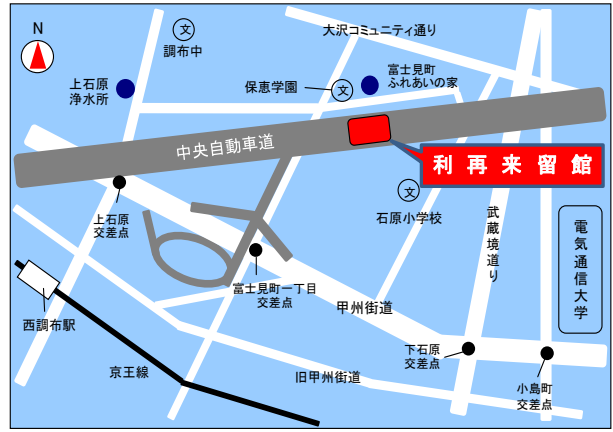 N
文
調布中
大沢コミュニティ通り
上石原
浄水所
保恵学園
文
富士見町
ふれあいの家
中央自動車道
利再来留館
文
石原小学校
武蔵境通り
電気通信大学
上石原
交差点
富士見町一丁目
交差点
甲州街道
西調布駅
京王線
旧甲州街道
下石原
交差点
小島町
交差点